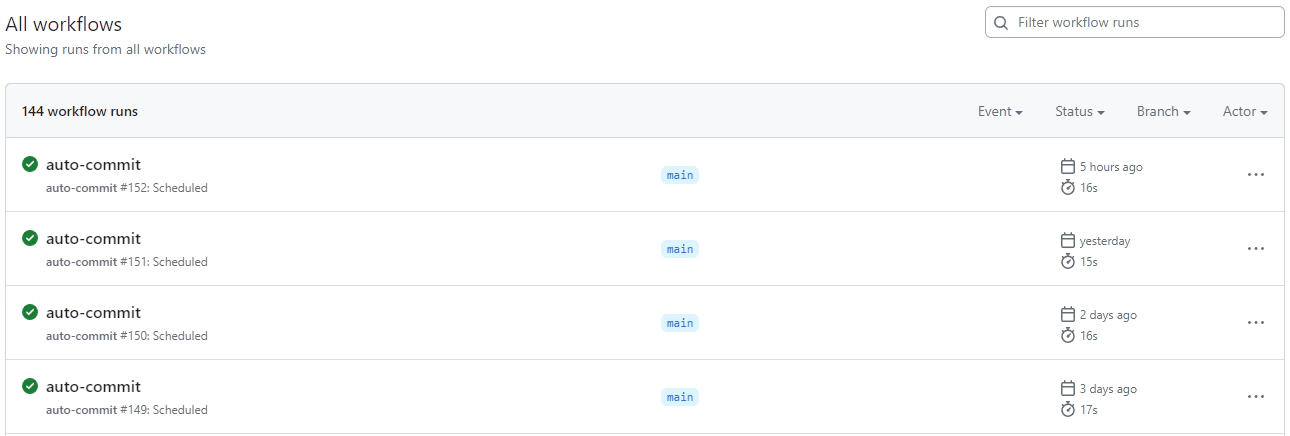 All workflows
Filter workflow runs
Showing runs from all workflows
144 workflow runs
Event
Status
Branch
Actor
auto-commit
auto-commit #152: Scheduled
main
5 hours ago
16s
auto-commit
auto-commit #151: Scheduled
main
yesterday
15s
auto-commit
auto-commit #150: Scheduled
main
2 days ago
16s
auto-commit
auto-commit #149: Scheduled
main
3 days ago
17s